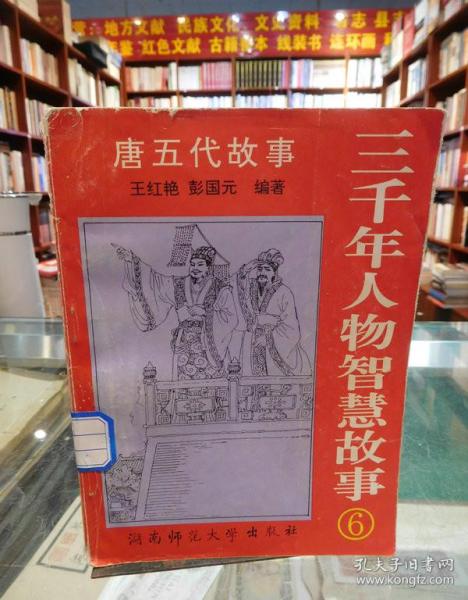 地方文献 民族文化 文史资料 省志 县志
红色文献 古籍善本 线装书 连环画
唐五代故事
王红艳 彭国元 编著
三千年人物智慧故事
⑥
湖南师范大学出版社
孔夫子旧书网
www.kongfz.com